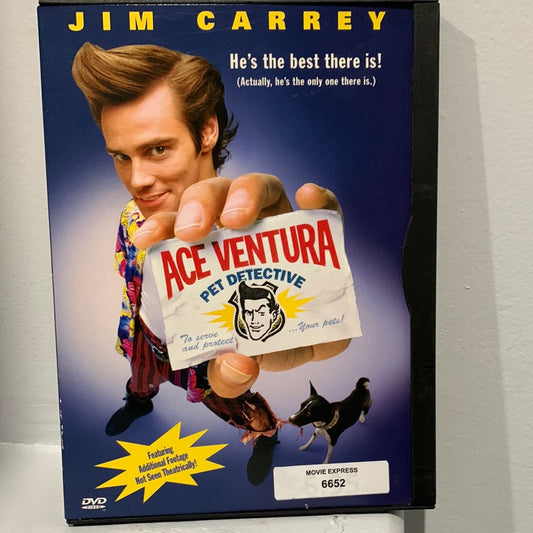 JIM CARREY
He's the best there is!
(Actually, he's the only one there is.)
ACE VENTURA
PET DETECTIVE
To serve
and protect
...Your pets!
Featuring
Additional Footage
Not Seen Theatrically!
MOVIE EXPRESS
6652
DVD
VIDEO